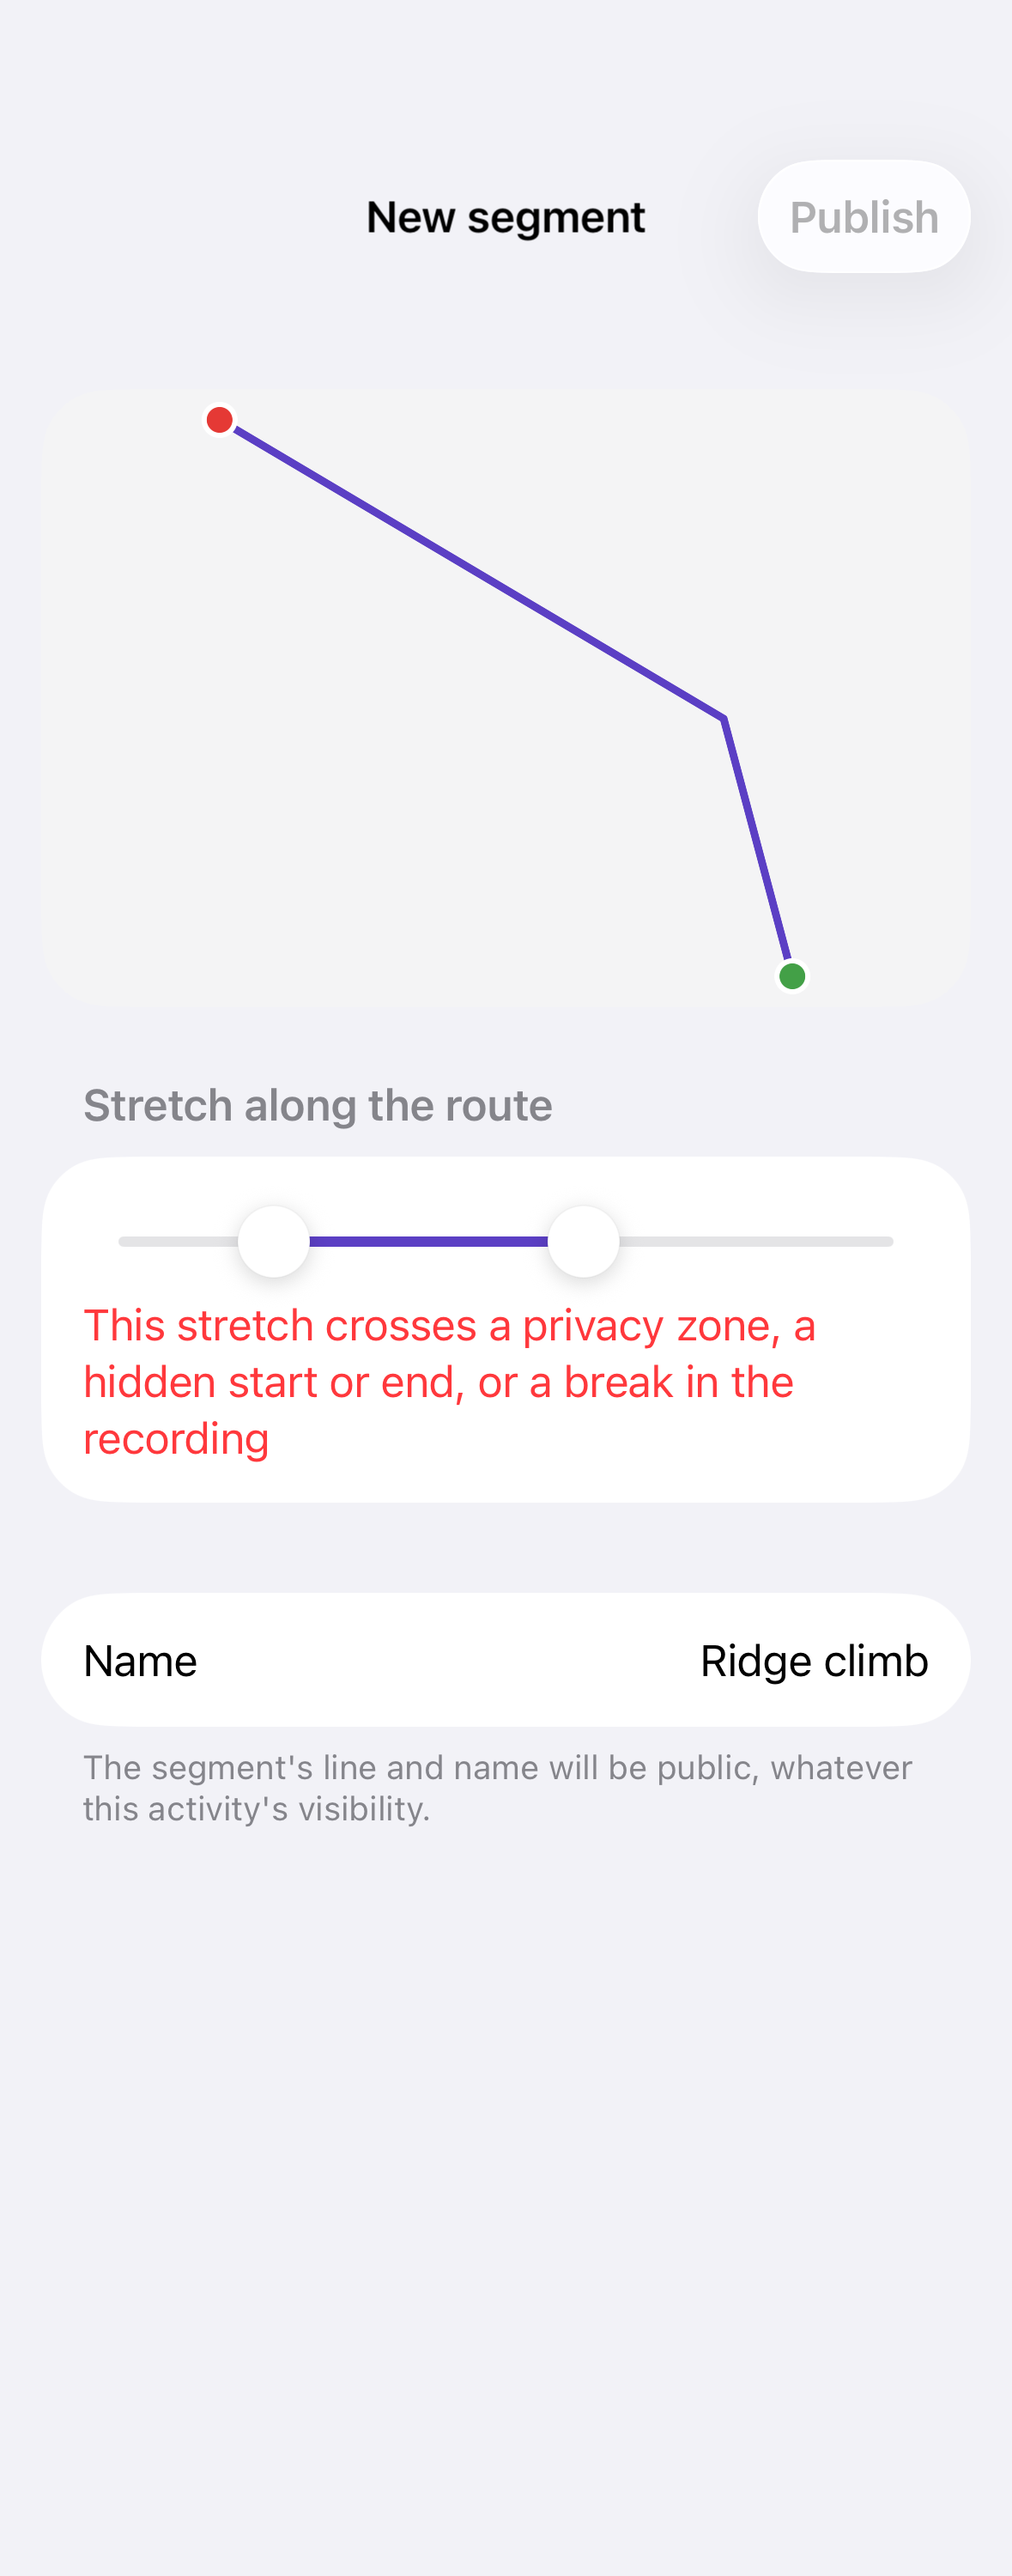 New segment
Publish
Stretch along the route
This stretch crosses a privacy zone, a
hidden start or end, or a break in the
recording
Name
Ridge climb
The segment's line and name will be public, whatever
this activity's visibility.